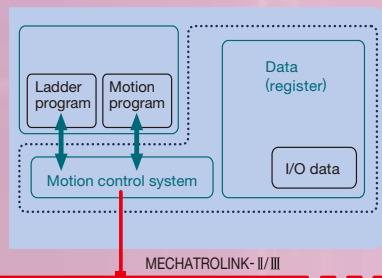 Ladder
program
Motion
program
Data
(register)
I/O data
Motion control system
MECHATROLINK-Ⅱ/Ⅲ